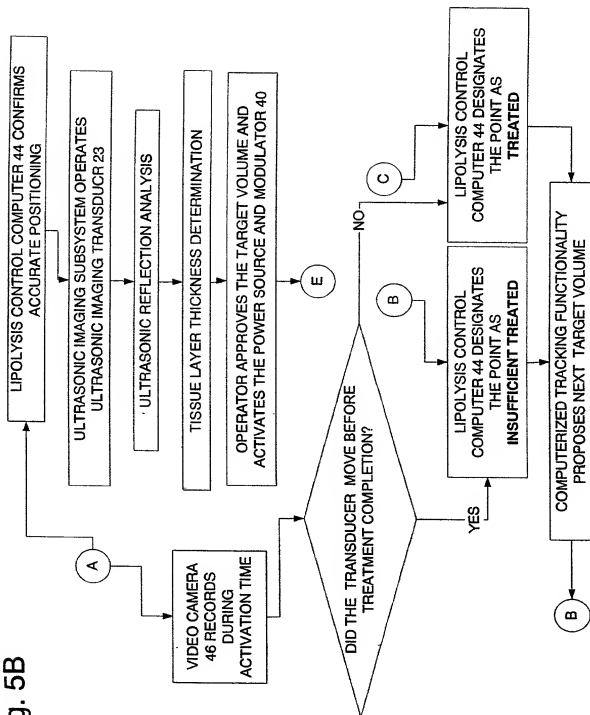 g. 5B
A
LIPOLYSIS CONTROL COMPUTER 44 CONFIRMS
ACCURATE POSITIONING
ULTRASONIC IMAGING SUBSYSTEM OPERATES
ULTRASONIC IMAGING TRANSDUCR 23
ULTRASONIC REFLECTION ANALYSIS
TISSUE LAYER THICKNESS DETERMINATION
OPERATOR APPROVES THE TARGET VOLUME AND
ACTIVATES THE POWER SOURCE AND MODULATOR 40
E
VIDEO CAMERA
46 RECORDS
DURING
ACTIVATION TIME
DID THE TRANSDUCER MOVE BEFORE
TREATMENT COMPLETION?
YES
NO
B
C
LIPOLYSIS CONTROL
COMPUTER 44 DESIGNATES
THE POINT AS
INSUFFICIENT TREATED
LIPOLYSIS CONTROL
COMPUTER 44 DESIGNATES
THE POINT AS
TREATED
COMPUTERIZED TRACKING FUNCTIONALITY
PROPOSES NEXT TARGET VOLUME
B